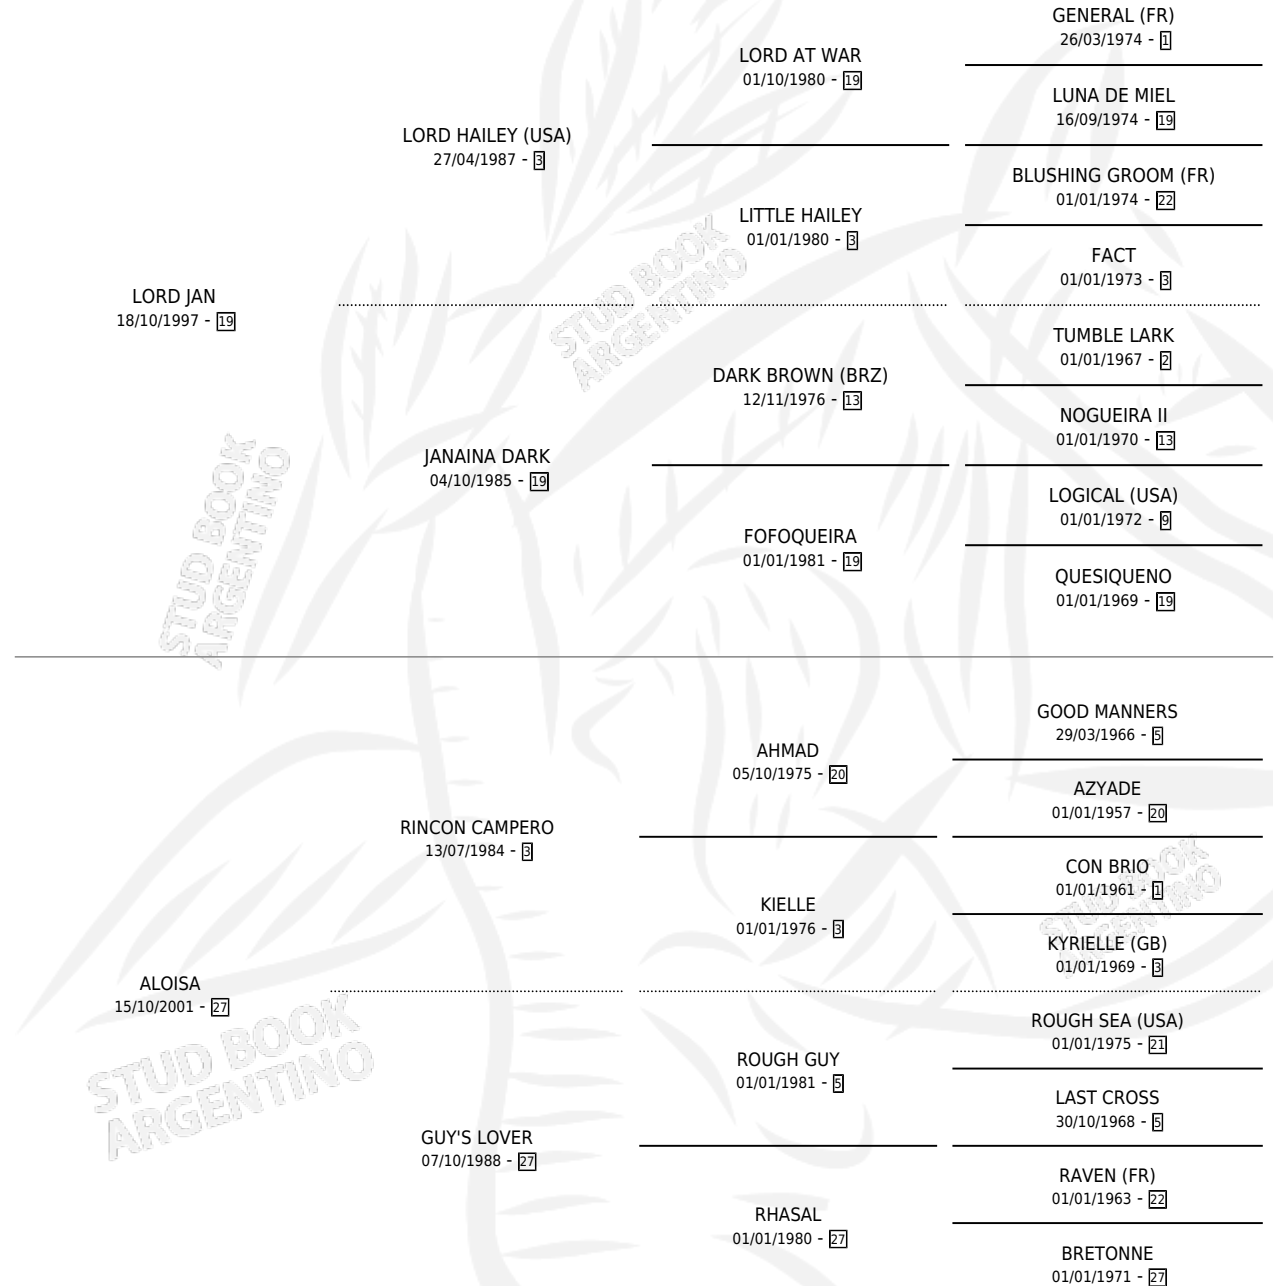 GENERAL (FR)
26/03/1974 - 1
LORD AT WAR
01/10/1980 - 19
LUNA DE MIEL
16/09/1974 - 19
LORD HAILEY (USA)
27/04/1987 - 3
BLUSHING GROOM (FR)
01/01/1974 - 22
LITTLE HAILEY
01/01/1980 - 3
FACT
01/01/1973 - 3
LORD JAN
18/10/1997 - 19
TUMBLE LARK
01/01/1967 - 2
DARK BROWN (BRZ)
12/11/1976 - 13
NOGUEIRA II
01/01/1970 - 13
JANAINA DARK
04/10/1985 - 19
LOGICAL (USA)
01/01/1972 - 9
FOFOQUEIRA
01/01/1981 - 19
QUESIQUENO
01/01/1969 - 19
STUD BOOK
ARGENTINO
STUD BOOK
ARGENTINO
GOOD MANNERS
29/03/1966 - 5
AHMAD
05/10/1975 - 20
AZYADE
01/01/1957 - 20
RINCON CAMPERO
13/07/1984 - 3
CON BRIO
01/01/1961 - 1
KIELLE
01/01/1976 - 3
KYRIELLE (GB)
01/01/1969 - 3
STUD BOOK
ARGENTINO
ALOISA
15/10/2001 - 27
ROUGH SEA (USA)
01/01/1975 - 21
ROUGH GUY
01/01/1981 - 5
LAST CROSS
30/10/1968 - 5
STUD BOOK
ARGENTINO
GUY'S LOVER
07/10/1988 - 27
RAVEN (FR)
01/01/1963 - 22
RHASAL
01/01/1980 - 27
BRETONNE
01/01/1971 - 27